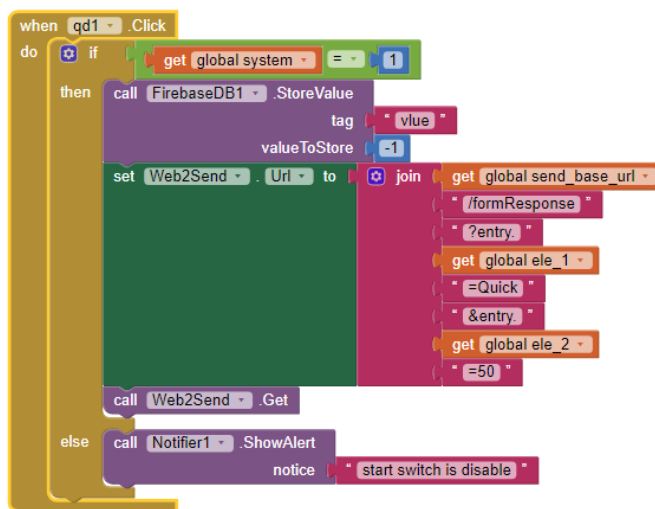 when qd1 .Click
do if get global system = 1
then call FirebaseDB1 .StoreValue
tag " vlue "
valueToStore -1
set Web2Send . Url to join get global send_base_url
" /formResponse "
" ?entry. "
get global ele_1
" =Quick "
" &entry. "
get global ele_2
" =50 "
call Web2Send .Get
else call Notifier1 .ShowAlert
notice " start switch is disable "